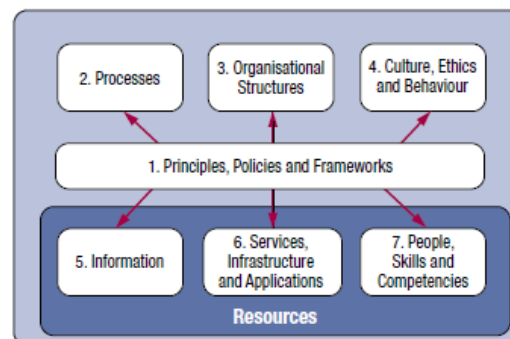 2. Processes
3. Organisational
Structures
4. Culture, Ethics
and Behaviour
1. Principles, Policies and Frameworks
5. Information
6. Services,
Infrastructure
and Applications
7. People,
Skills and
Competencies
Resources